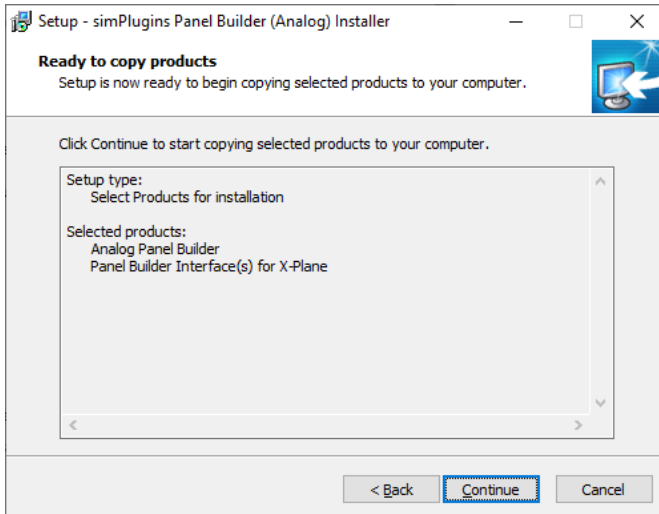 Setup - simPlugins Panel Builder (Analog) Installer
Ready to copy products
Setup is now ready to begin copying selected products to your computer.
Click Continue to start copying selected products to your computer.
Setup type:
Select Products for installation
Selected products:
Analog Panel Builder
Panel Builder Interface(s) for X-Plane
< Back
Continue
Cancel